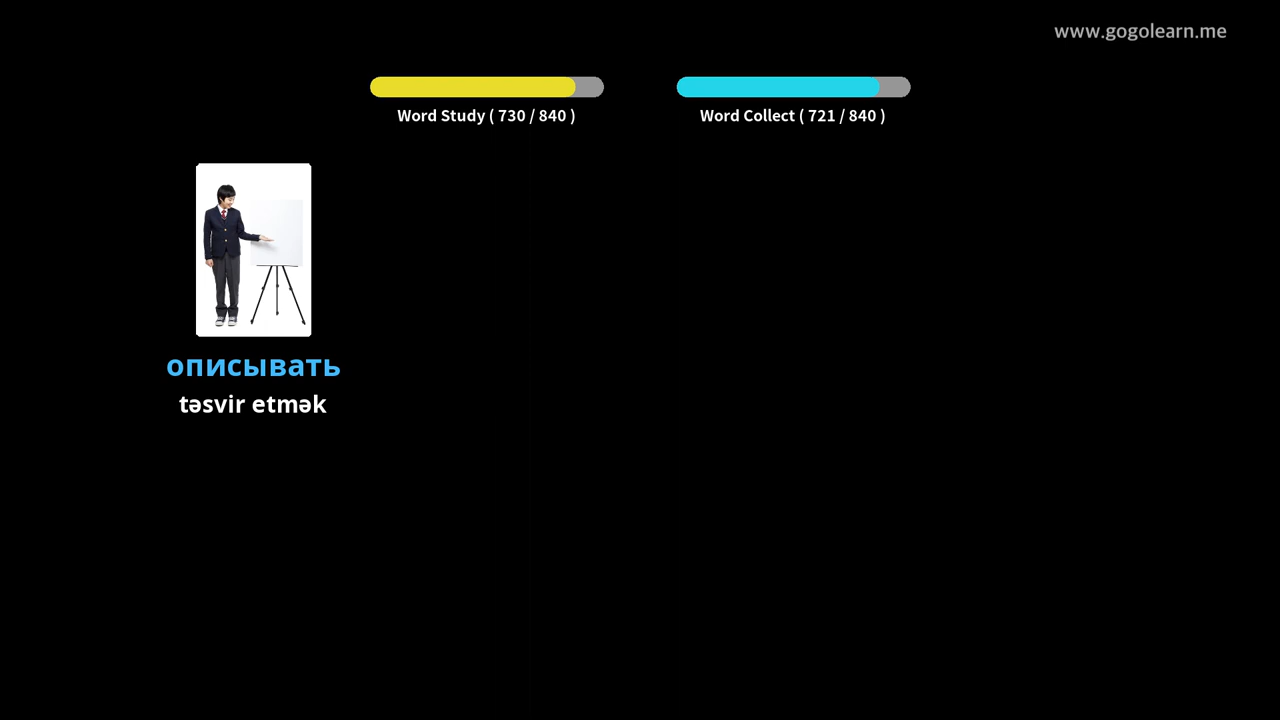 www.gogolearn.me
Word Study ( 730 / 840 )
Word Collect ( 721 / 840 )
описывать
təsvir etmək